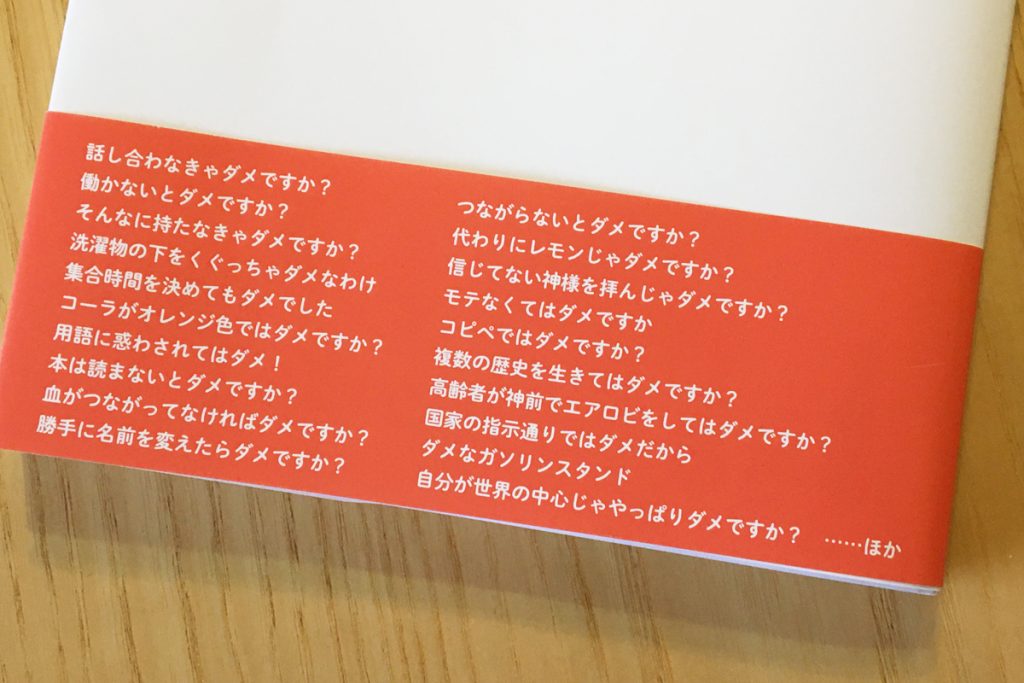 話し合わなきゃダメですか？
働かないとダメですか？
そんなに持たなきゃダメですか？
洗濯物の下をくぐっちゃダメなわけ
集合時間を決めてもダメでした
コーラがオレンジ色ではダメですか？
用語に惑わされてはダメ！
本は読まないとダメですか？
血がつながってなければダメですか？
勝手に名前を変えたらダメですか？
つながらないとダメですか？
代わりにレモンじゃダメですか？
信じてない神様を拝んじゃダメですか？
モテなくてはダメですか
コピペではダメですか？
複数の歴史を生きてはダメですか？
高齢者が神前でエアロビをしてはダメですか？
国家の指示通りではダメだから
ダメなガソリンスタンド
自分が世界の中心じゃやっぱりダメですか？　……ほか